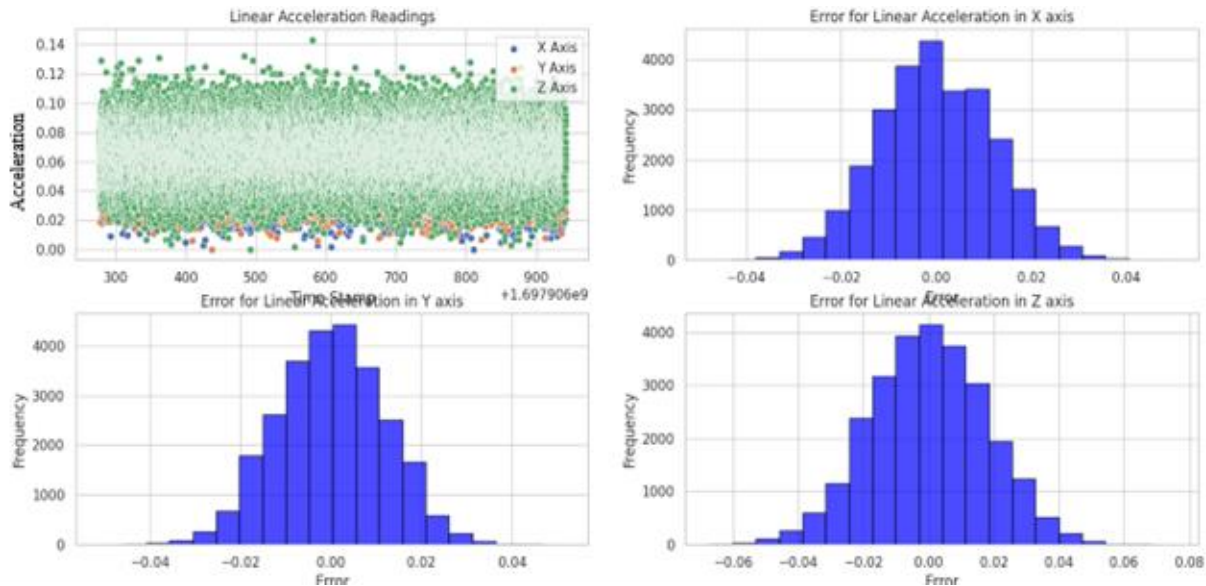 Linear Acceleration Readings
0.14
0.12
0.10
0.08
0.06
0.04
0.02
0.00
Acceleration
X Axis
Y Axis
Z Axis
300 400 500 600 700 800 900
Time Stamp
+1.697906e9
Error for Linear Acceleration in X axis
4000
3000
2000
1000
0
Frequency
−0.04 −0.02 0.00 0.02 0.04
Error
Error for Linear Acceleration in Y axis
4000
3000
2000
1000
0
Frequency
−0.04 −0.02 0.00 0.02 0.04
Error
Error for Linear Acceleration in Z axis
4000
3000
2000
1000
0
Frequency
−0.06 −0.04 −0.02 0.00 0.02 0.04 0.06 0.08
Error